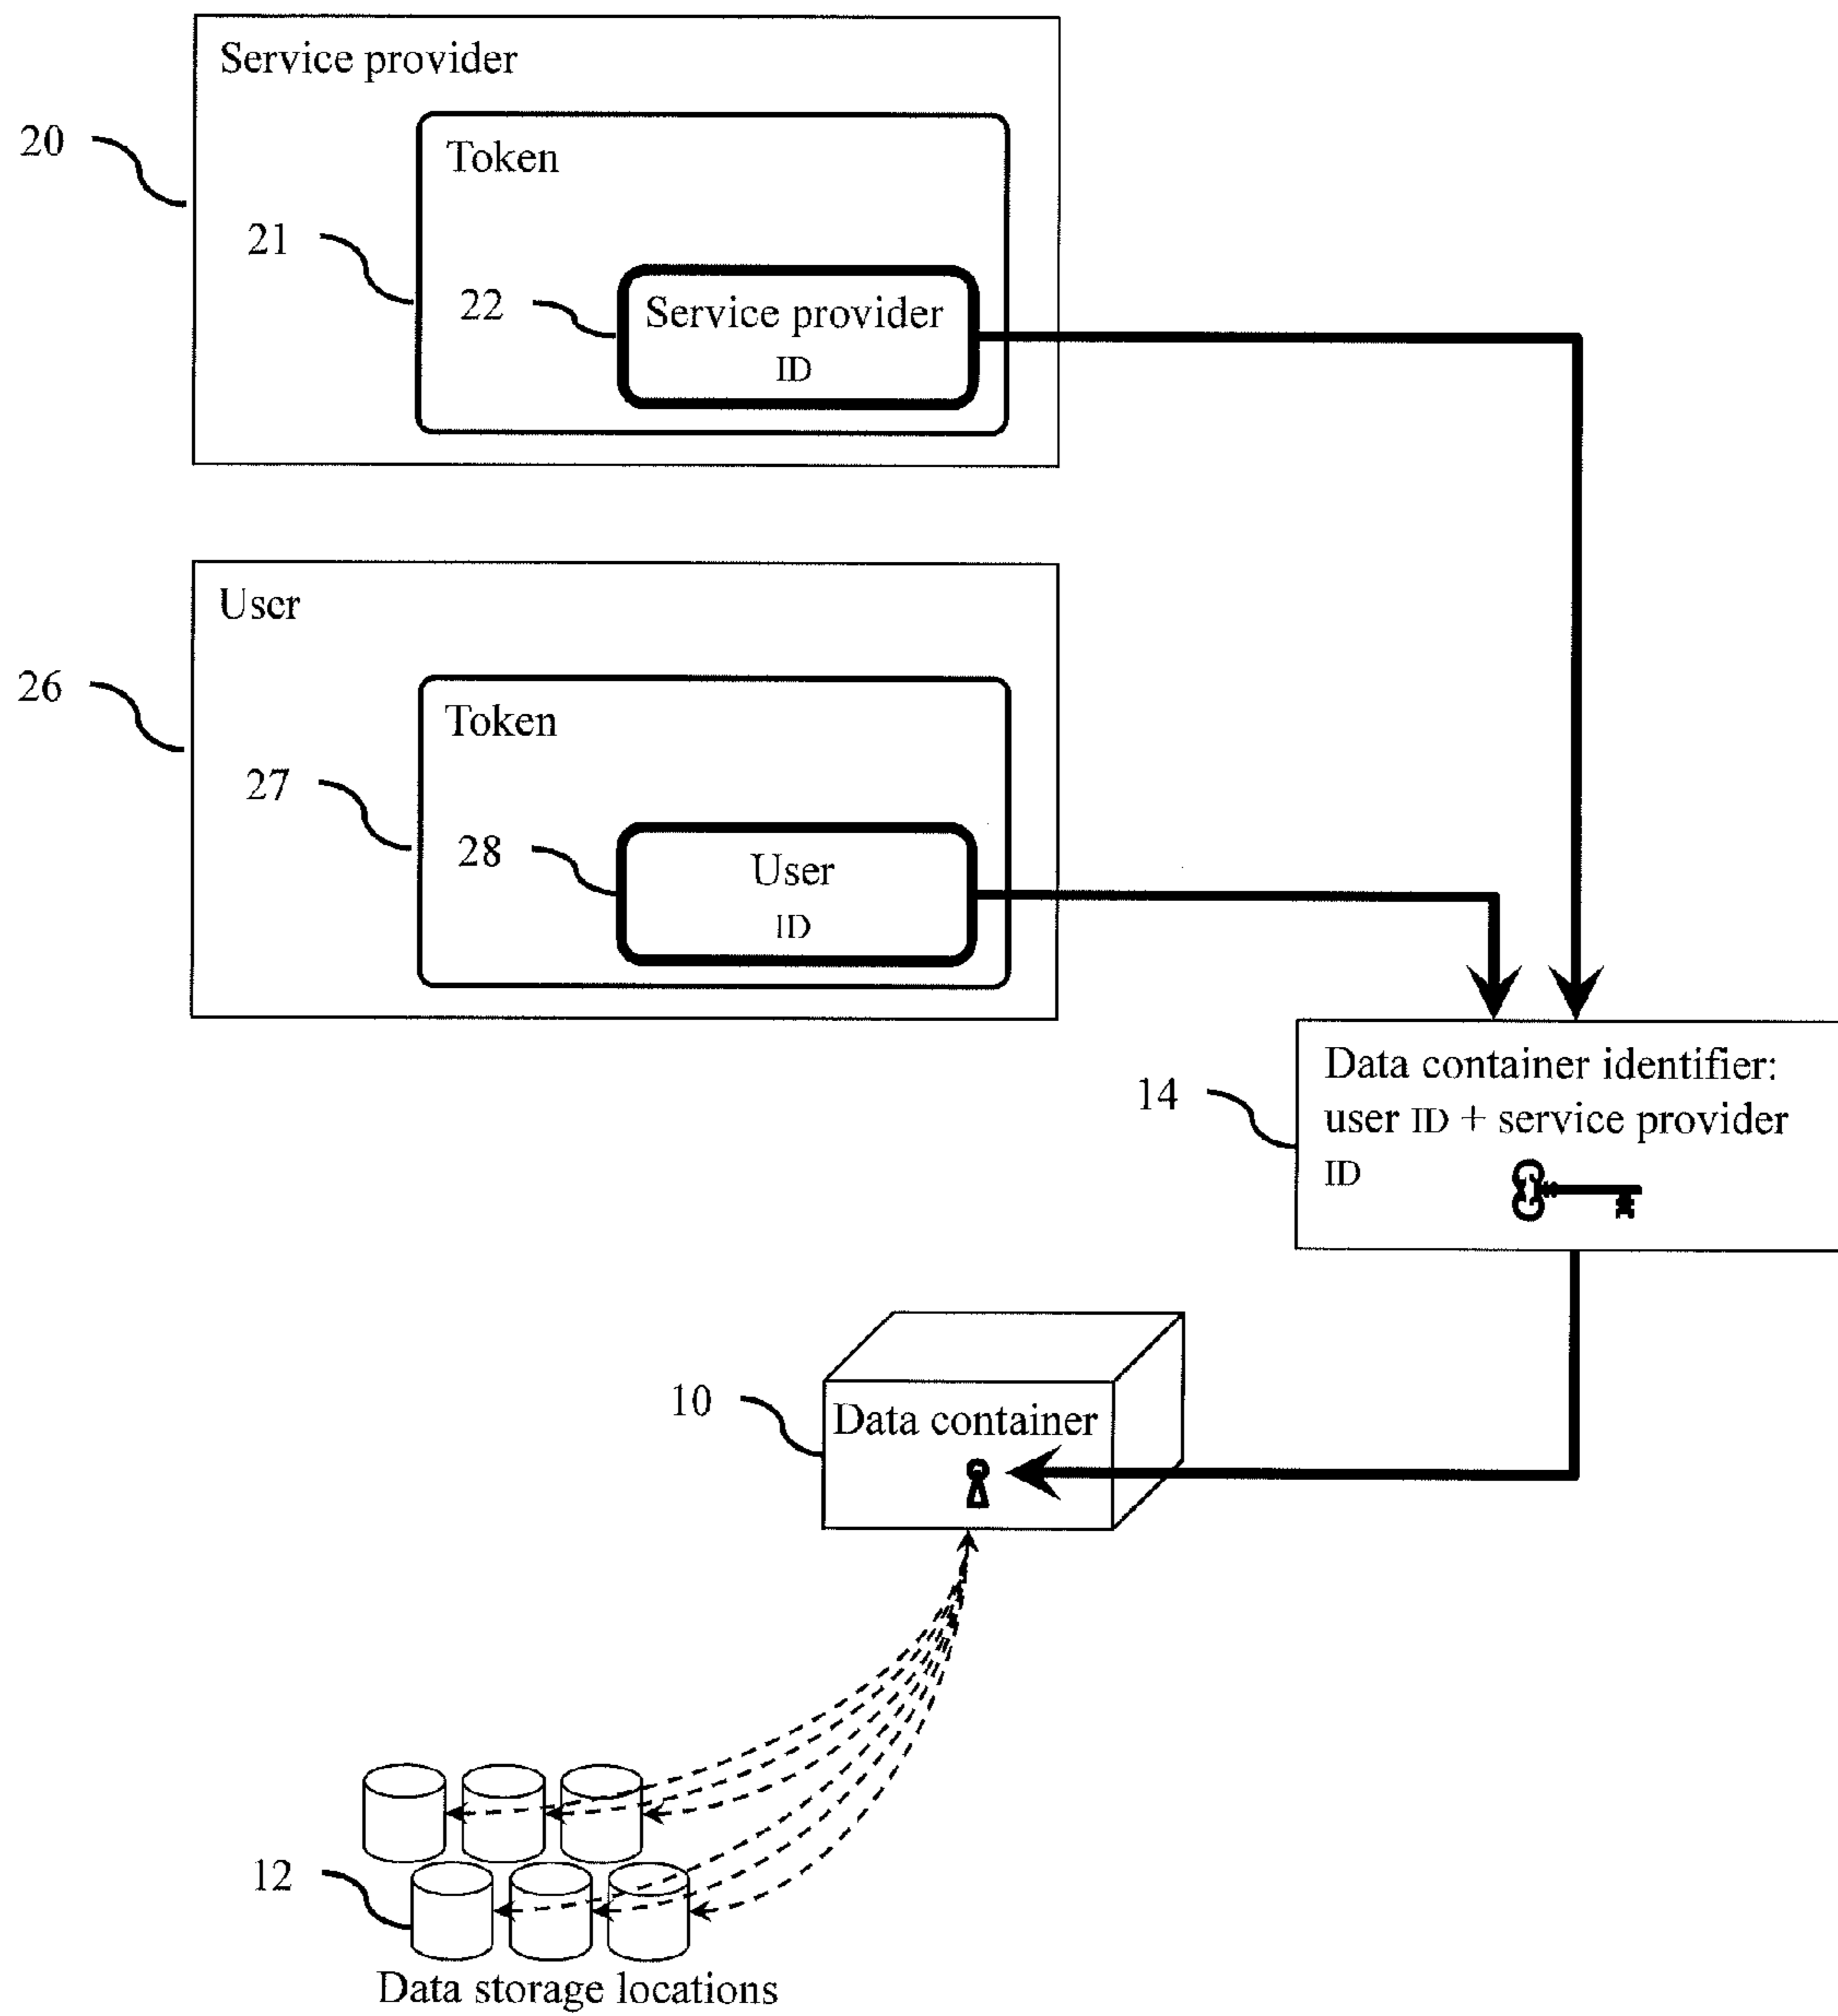 Service provider
20
Token
21
22
Service provider
ID
User
26
Token
27
28
User
ID
14
Data container identifier:
user ID + service provider
ID
10
Data container
12
Data storage locations